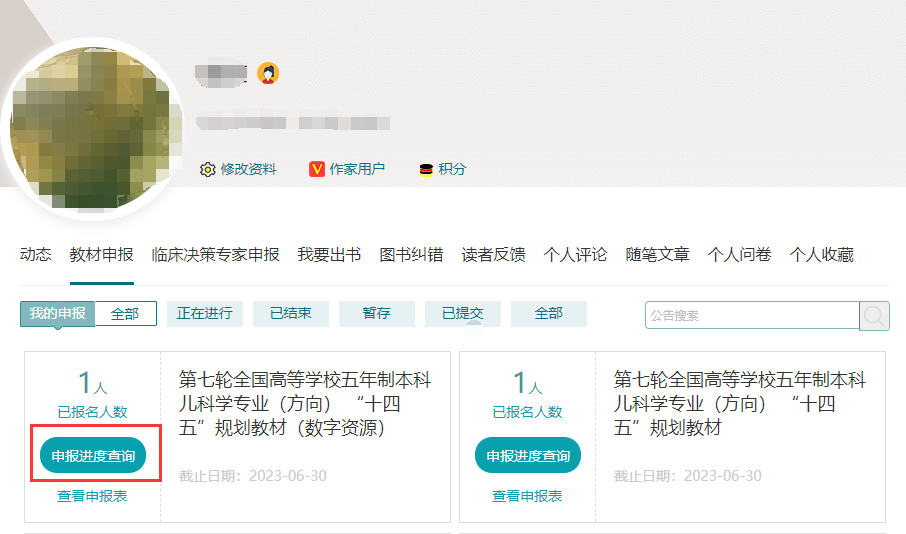 修改资料 作家用户 积分
动态 教材申报 临床决策专家申报 我要出书 图书纠错 读者反馈 个人评论 随笔文章 个人问卷 个人收藏
我的申报 全部 正在进行 已结束 暂存 已提交 全部 公告搜索
1人
已报名人数
申报进度查询
查看申报表
第七轮全国高等学校五年制本科
儿科学专业（方向） “十四
五”规划教材（数字资源）
截止日期：2023-06-30
1人
已报名人数
申报进度查询
查看申报表
第七轮全国高等学校五年制本科
儿科学专业（方向） “十四
五”规划教材
截止日期：2023-06-30